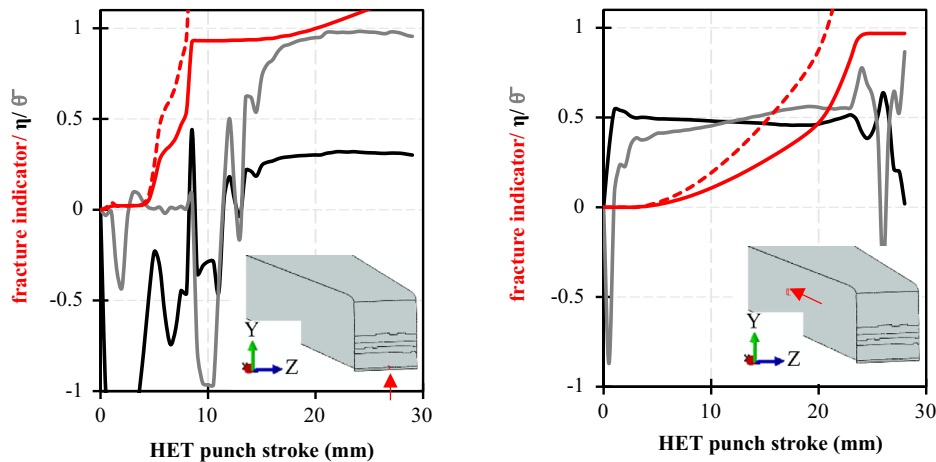 fracture indicator/ η/ θ̄
1
0.5
0
-0.5
-1
0
10
20
30
HET punch stroke (mm)
Y
Z
fracture indicator/ η/ θ̄
1
0.5
0
-0.5
-1
0
10
20
30
HET punch stroke (mm)
Y
Z